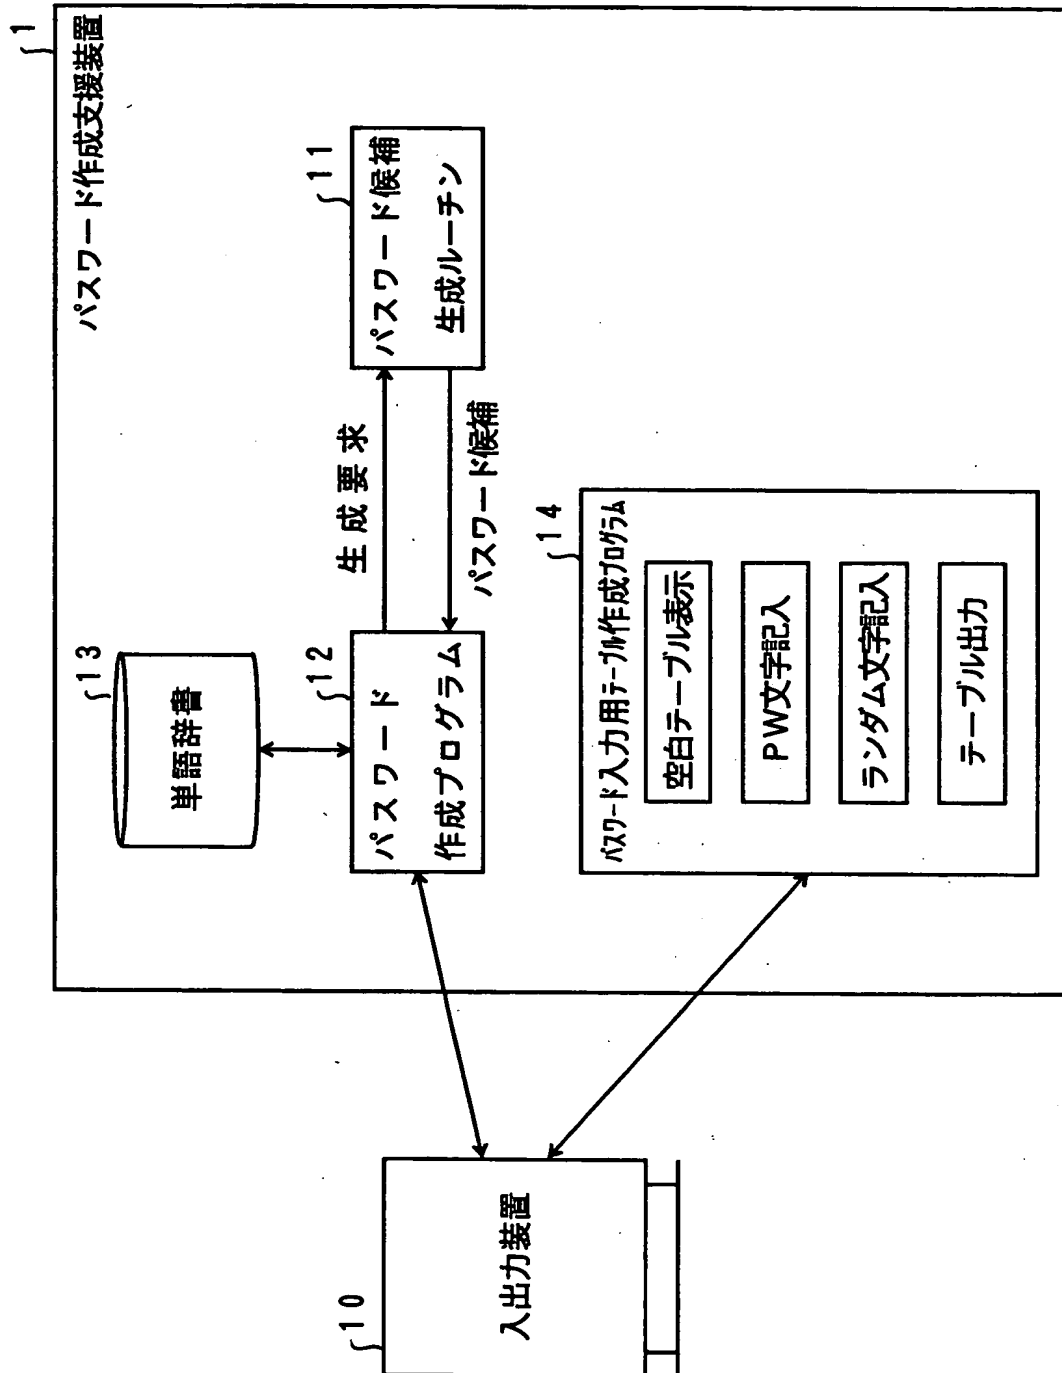 1
パスワード作成支援装置
13
単語辞書
12
パスワード
作成プログラム
生成要求
パスワード候補
11
パスワード候補
生成ルーチン
14
パスワード入力用テーブル作成プログラム
空白テーブル表示
PW文字記入
ランダム文字記入
テーブル出力
10
入出力装置